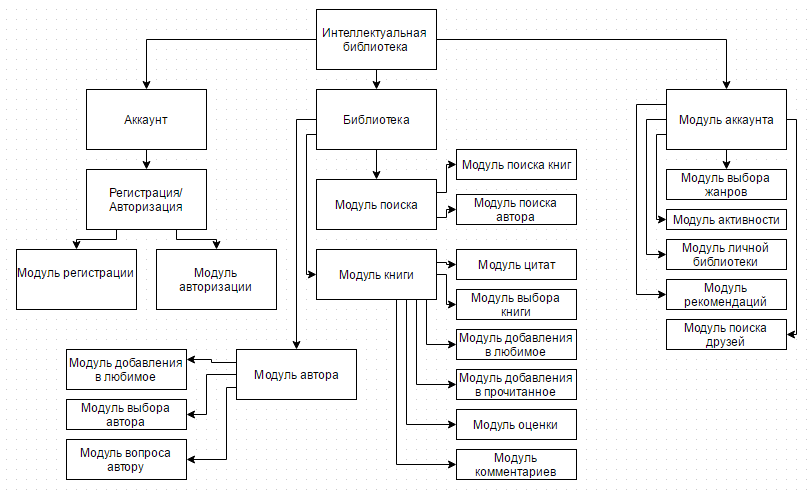 Интеллектуальная
библиотека
Аккаунт
Библиотека
Модуль аккаунта
Регистрация/
Авторизация
Модуль поиска
Модуль поиска книг
Модуль поиска
автора
Модуль выбора
жанров
Модуль активности
Модуль регистрации
Модуль
авторизации
Модуль книги
Модуль цитат
Модуль личной
библиотеки
Модуль выбора
книги
Модуль
рекомендаций
Модуль добавления
в любимое
Модуль поиска
друзей
Модуль добавления
в любимое
Модуль автора
Модуль добавления
в прочитанное
Модуль выбора
автора
Модуль оценки
Модуль вопроса
автору
Модуль
комментариев